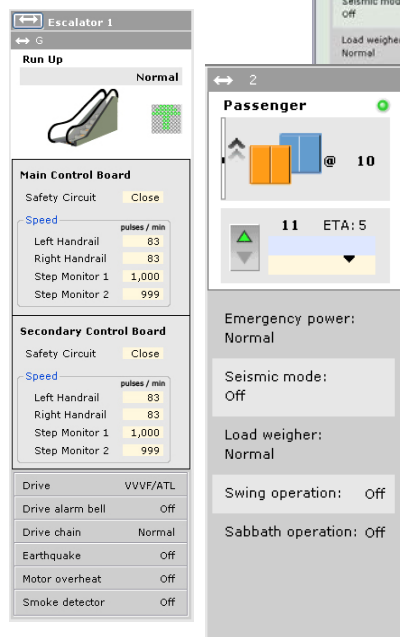 Escalator 1
G
Run Up
Normal
Main Control Board
Safety Circuit Close
Speed
pulses / min
Left Handrail 83
Right Handrail 83
Step Monitor 1 1,000
Step Monitor 2 999
Secondary Control Board
Safety Circuit Close
Speed
pulses / min
Left Handrail 83
Right Handrail 83
Step Monitor 1 1,000
Step Monitor 2 999
Drive VVVF/ATL
Drive alarm bell Off
Drive chain Normal
Earthquake Off
Motor overheat Off
Smoke detector Off
Off
Load weigher
Normal
2
Passenger
@ 10
11 ETA: 5
Emergency power:
Normal
Seismic mode:
Off
Load weigher:
Normal
Swing operation: Off
Sabbath operation: Off